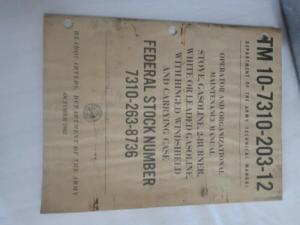 TM 10-7310-203-12
DEPARTMENT OF THE ARMY TECHNICAL MANUAL
OPERATOR AND ORGANIZATIONAL
MAINTENANCE MANUAL
STOVE, GASOLINE, 2-BURNER,
WHITE OR LEADED GASOLINE,
WITH HINGED WINDSHIELD
AND CARRYING CASE
FEDERAL STOCK NUMBER
7310-263-8736
HEADQUARTERS, DEPARTMENT OF THE ARMY
OCTOBER 1962